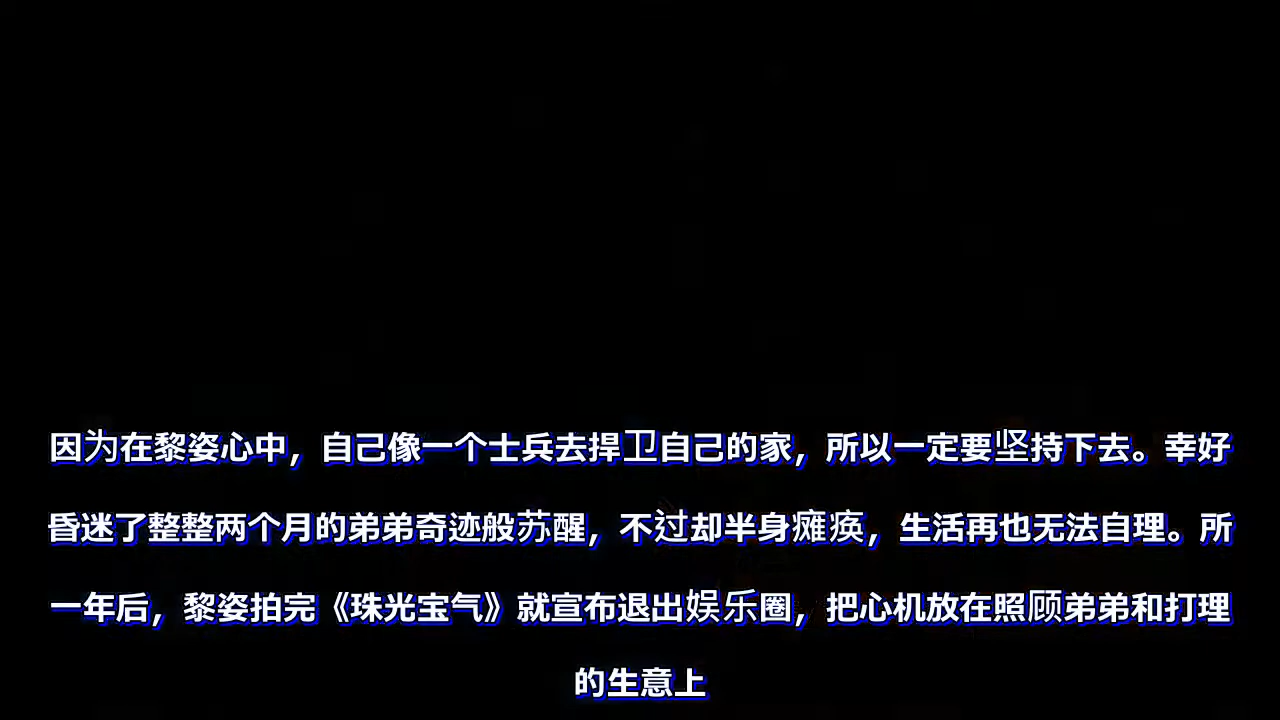 因为在黎姿心中，自己像一个士兵去捍卫自己的家，所以一定要坚持下去。幸好
昏迷了整整两个月的弟弟奇迹般苏醒，不过却半身瘫痪，生活再也无法自理。所
一年后，黎姿拍完《珠光宝气》就宣布退出娱乐圈，把心机放在照顾弟弟和打理
的生意上